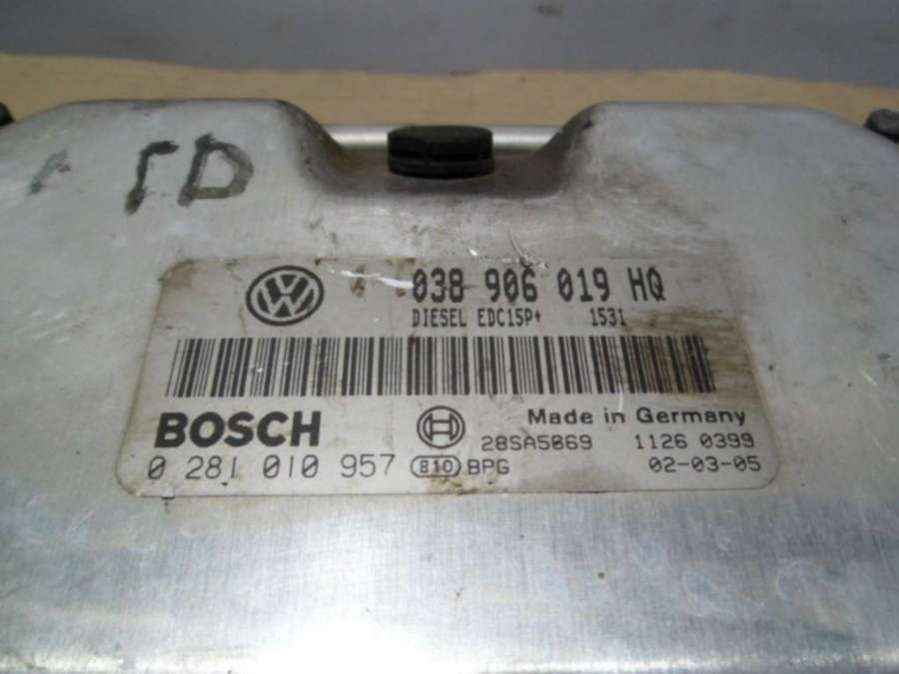 TD
VW
038 906 019 HQ
DIESEL EDC15P+ 1531
BOSCH
Made in Germany
28SA5069 1126 0399
0 281 010 957 810 BPG 02-03-05